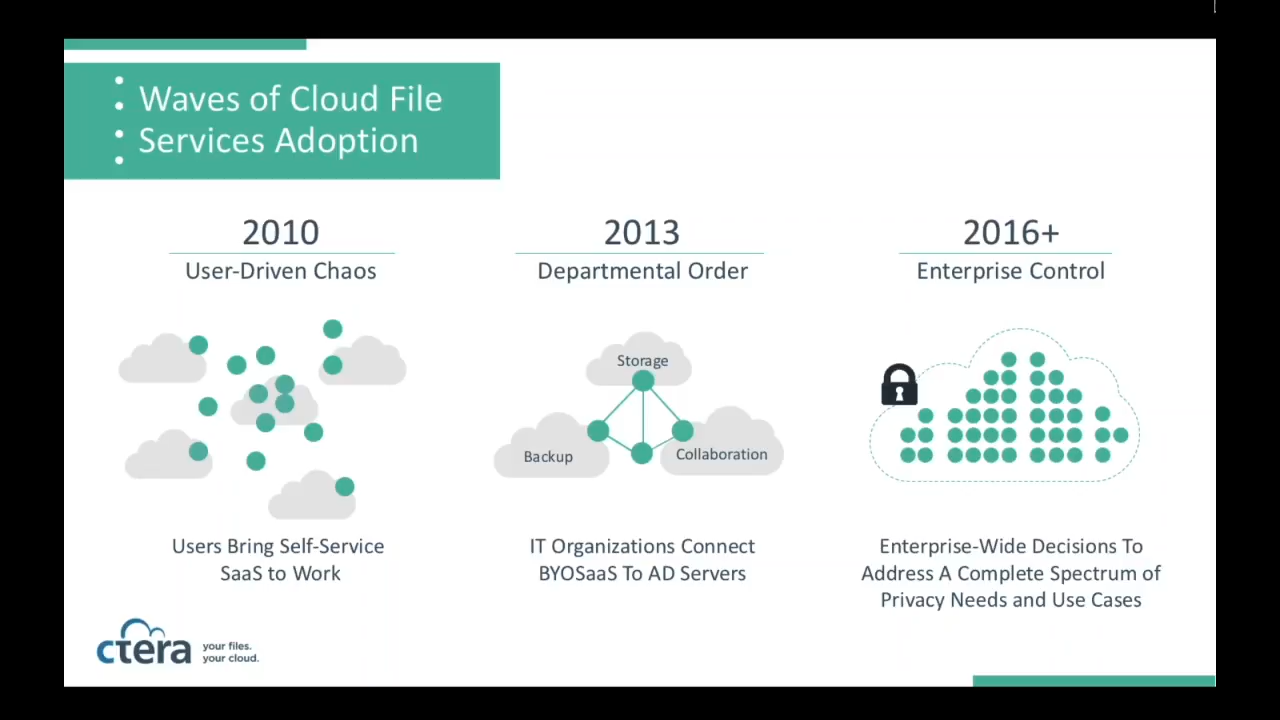 Waves of Cloud File
Services Adoption
2010
User-Driven Chaos
Users Bring Self-Service
SaaS to Work
2013
Departmental Order
Storage
Backup
Collaboration
IT Organizations Connect
BYOSaaS To AD Servers
2016+
Enterprise Control
Enterprise-Wide Decisions To
Address A Complete Spectrum of
Privacy Needs and Use Cases
ctera
your files.
your cloud.